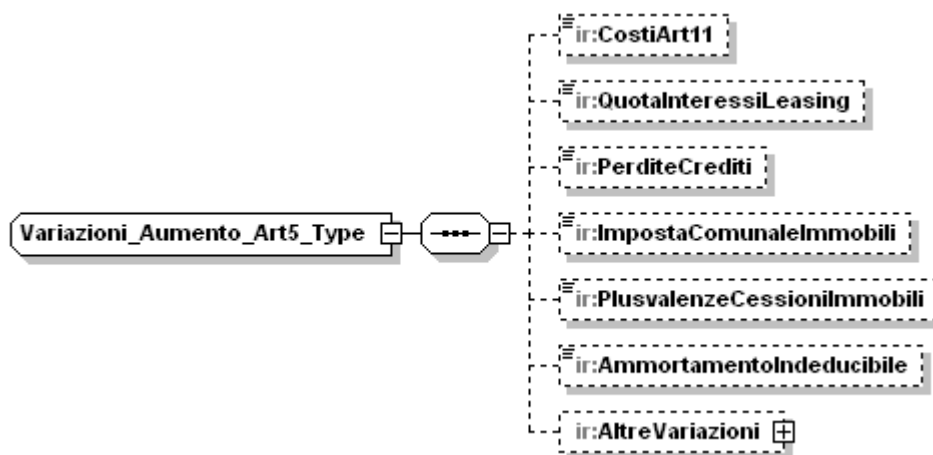 ir:CostiArt11
ir:QuotaInteressiLeasing
ir:PerditeCrediti
Variazioni_Aumento_Art5_Type
ir:ImpostaComunaleImmobili
ir:PlusvalenzeCessioniImmobili
ir:AmmortamentoIndeducibile
ir:AltreVariazioni